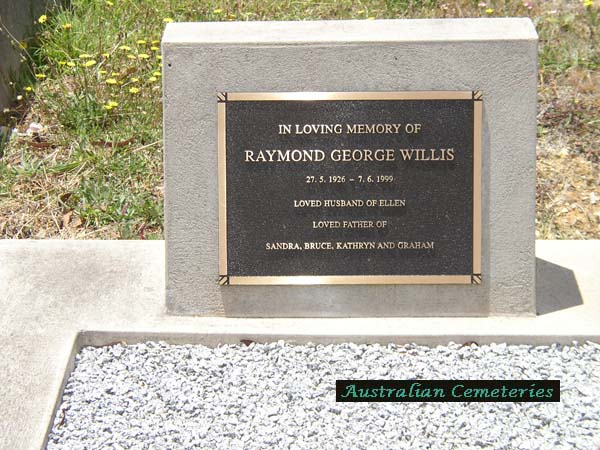 IN LOVING MEMORY OF
RAYMOND GEORGE WILLIS
27. 5. 1926 – 7. 6. 1999
LOVED HUSBAND OF ELLEN
LOVED FATHER OF
SANDRA, BRUCE, KATHRYN AND GRAHAM
Australian Cemeteries